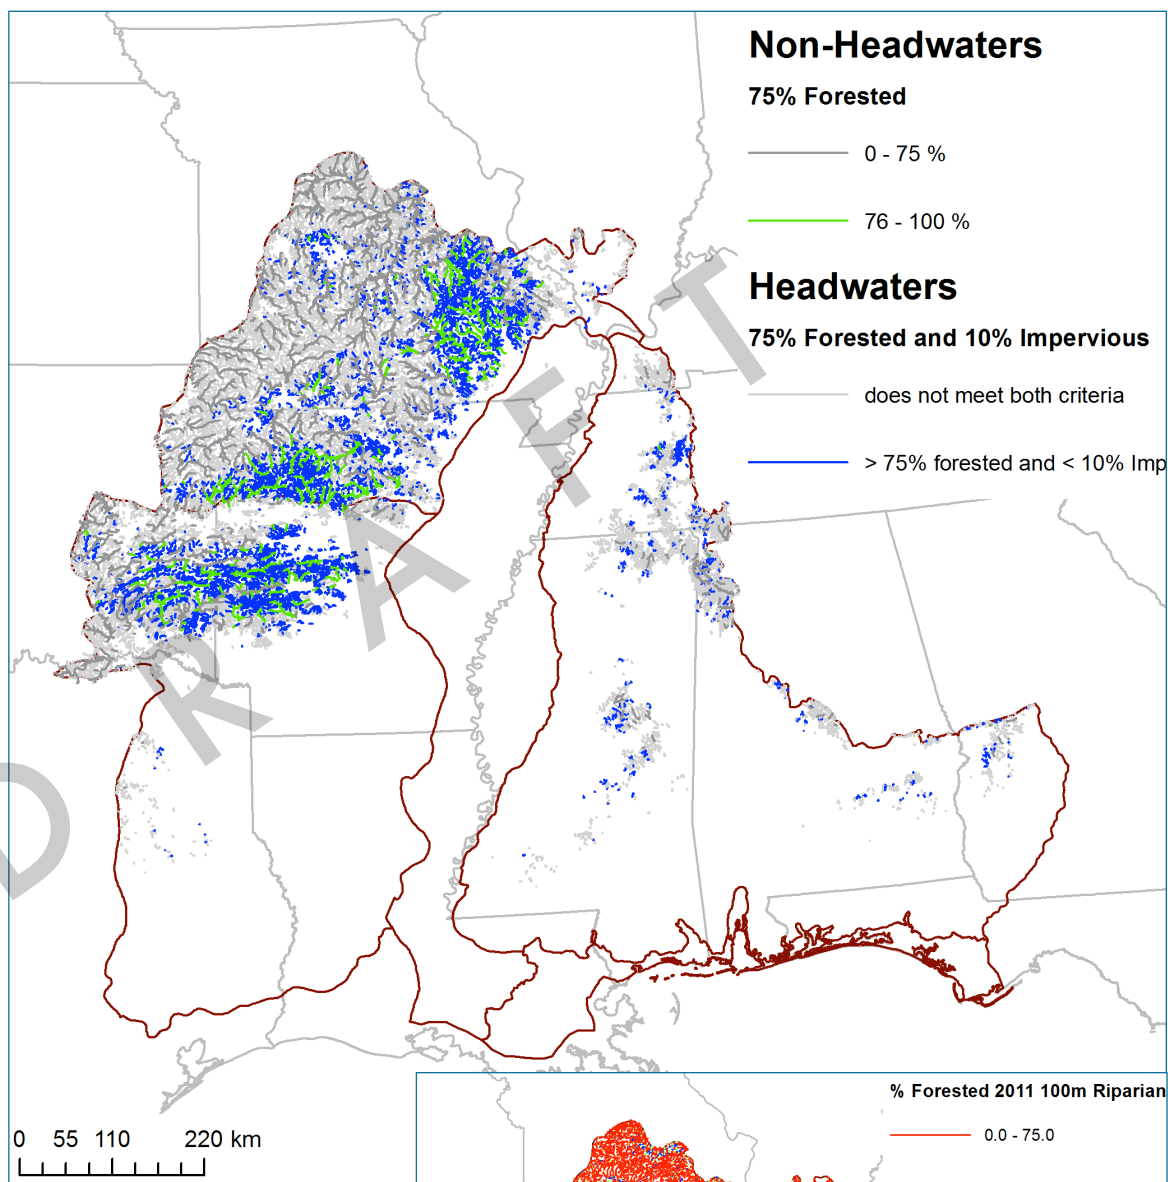 Non-Headwaters
75% Forested
0 - 75 %
76 - 100 %
Headwaters
75% Forested and 10% Impervious
does not meet both criteria
> 75% forested and < 10% Imp
DRAFT
% Forested 2011 100m Riparian
0.0 - 75.0
0 55 110 220 km